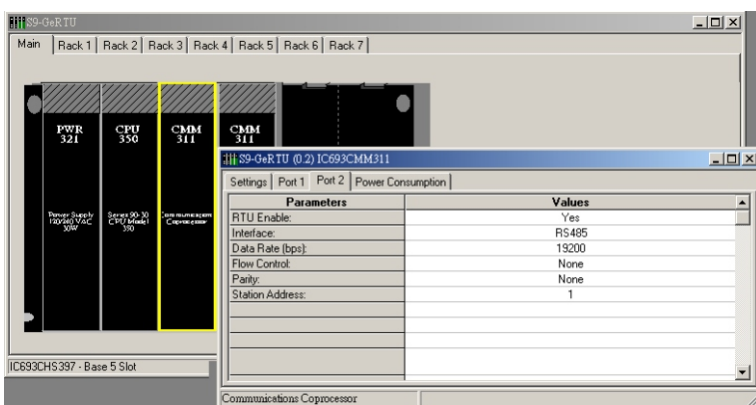 S9-GeRTU
Main Rack 1 Rack 2 Rack 3 Rack 4 Rack 5 Rack 6 Rack 7
PWR 321
CPU 350
CMM 311
CMM 311
Power Supply
120/240 VAC
30W
Series 90-30
CPU Model
350
Communications
Coprocessor
IC693CHS397 - Base 5 Slot
S9-GeRTU (0.2) IC693CMM311
Settings Port 1 Port 2 Power Consumption
Parameters Values
RTU Enable: Yes
Interface: RS485
Data Rate (bps): 19200
Flow Control: None
Parity: None
Station Address: 1
Communications Coprocessor